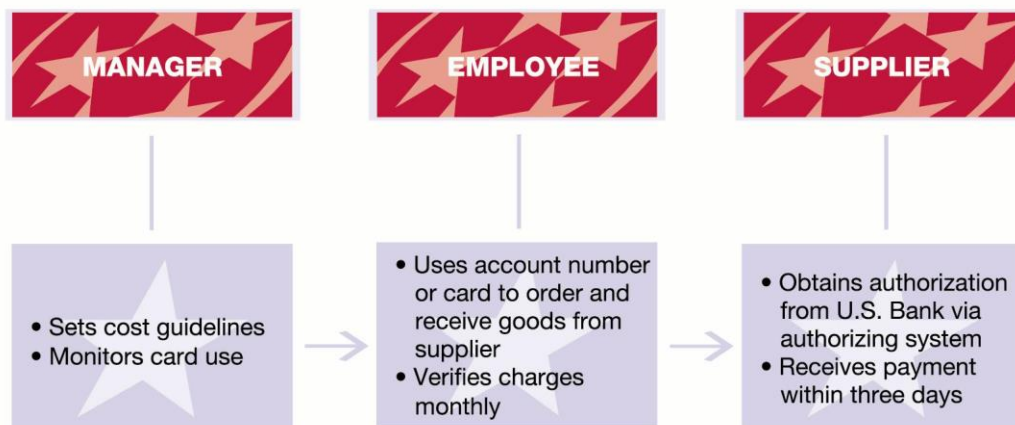 MANAGER
EMPLOYEE
SUPPLIER
• Sets cost guidelines
• Monitors card use
• Uses account number
or card to order and
receive goods from
supplier
• Verifies charges
monthly
• Obtains authorization
from U.S. Bank via
authorizing system
• Receives payment
within three days